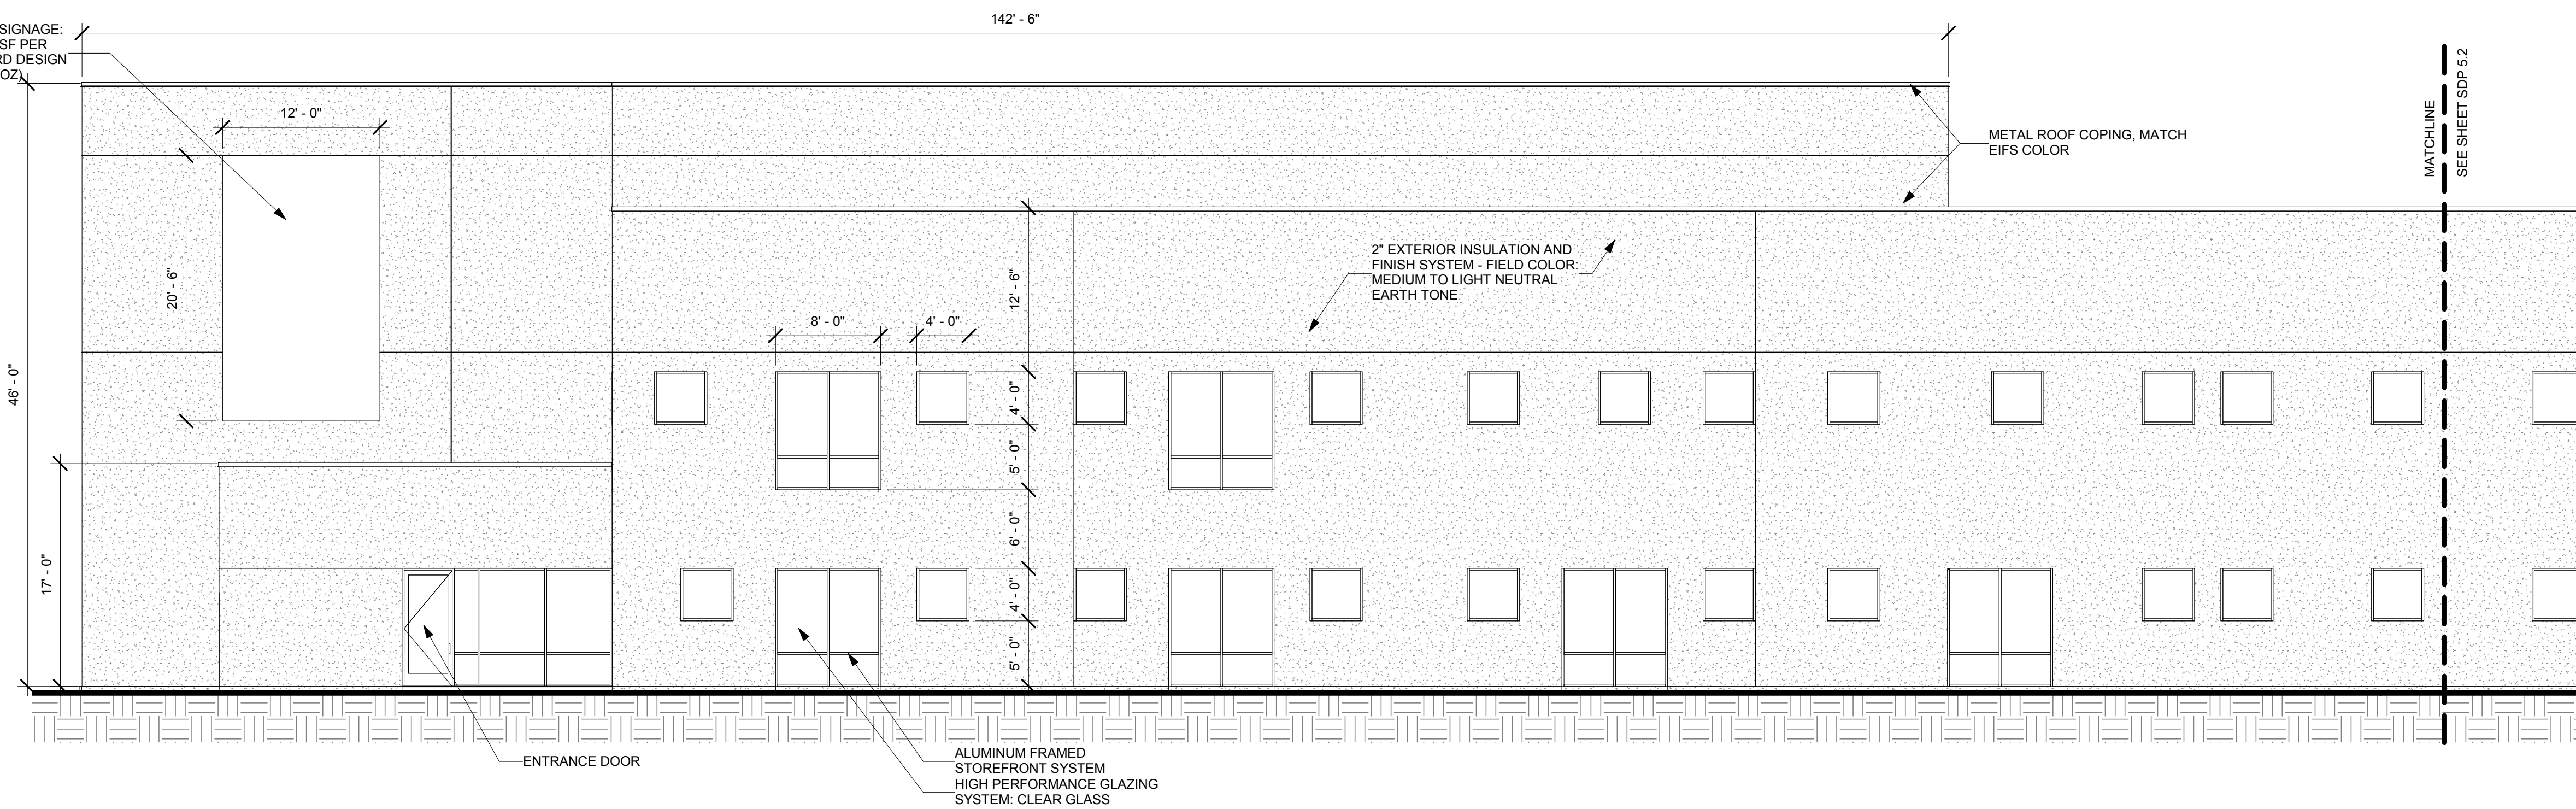 142' - 6"
SIGNAGE:
SF PER
RD DESIGN
OZ)
12' - 0"
METAL ROOF COPING, MATCH
EIFS COLOR
MATCHLINE
SEE SHEET SDP 5.2
20' - 6"
2" EXTERIOR INSULATION AND
FINISH SYSTEM - FIELD COLOR:
MEDIUM TO LIGHT NEUTRAL
EARTH TONE
12' - 6"
8' - 0"
4' - 0"
46' - 0"
4' - 0"
5' - 0"
6' - 0"
17' - 0"
4' - 0"
5' - 0"
ENTRANCE DOOR
ALUMINUM FRAMED
STOREFRONT SYSTEM
HIGH PERFORMANCE GLAZING
SYSTEM: CLEAR GLASS